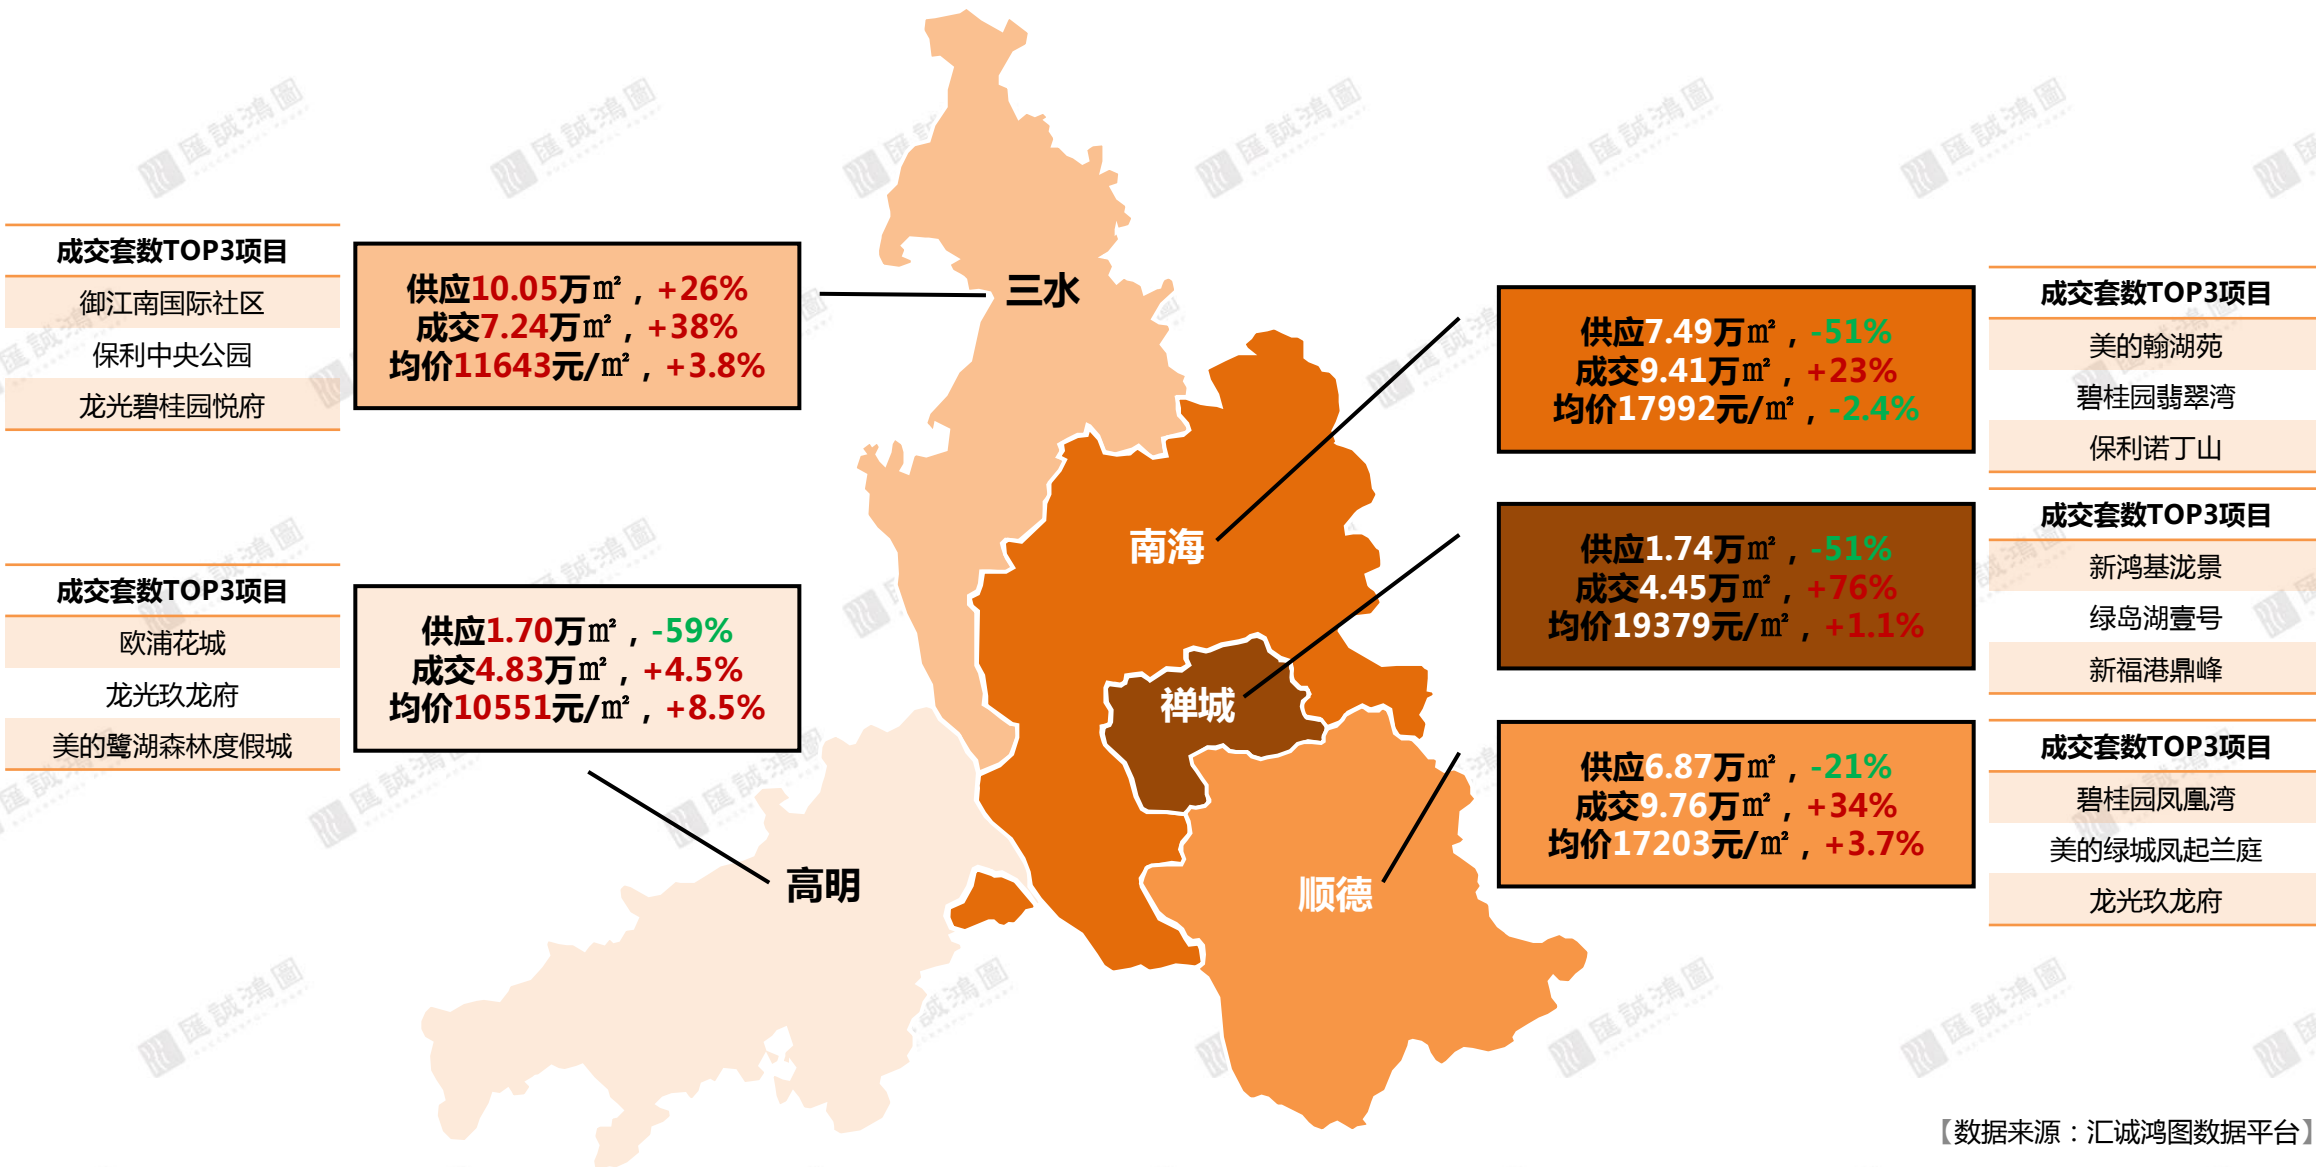 成交套数TOP3项目
御江南国际社区
保利中央公园
龙光碧桂园悦府
供应10.05万㎡，+26%
成交7.24万㎡，+38%
均价11643元/㎡，+3.8%
三水
成交套数TOP3项目
欧浦花城
龙光玖龙府
美的鹭湖森林度假城
供应1.70万㎡，-59%
成交4.83万㎡，+4.5%
均价10551元/㎡，+8.5%
高明
南海
供应7.49万㎡，-51%
成交9.41万㎡，+23%
均价17992元/㎡，-2.4%
成交套数TOP3项目
美的翰湖苑
碧桂园翡翠湾
保利诺丁山
禅城
供应1.74万㎡，-51%
成交4.45万㎡，+76%
均价19379元/㎡，+1.1%
成交套数TOP3项目
新鸿基泷景
绿岛湖壹号
新福港鼎峰
顺德
供应6.87万㎡，-21%
成交9.76万㎡，+34%
均价17203元/㎡，+3.7%
成交套数TOP3项目
碧桂园凤凰湾
美的绿城凤起兰庭
龙光玖龙府
【数据来源：汇诚鸿图数据平台】
匯誠鴻圖